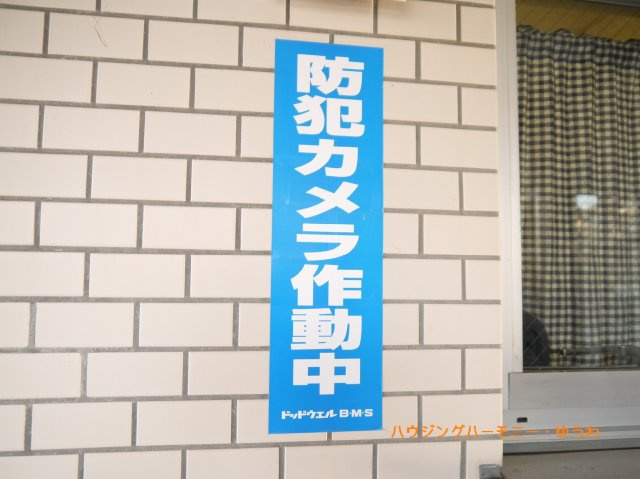 防犯カメラ作動中
ドッドウェル B·M·S
ハウジングハーモニー・ゆうわ